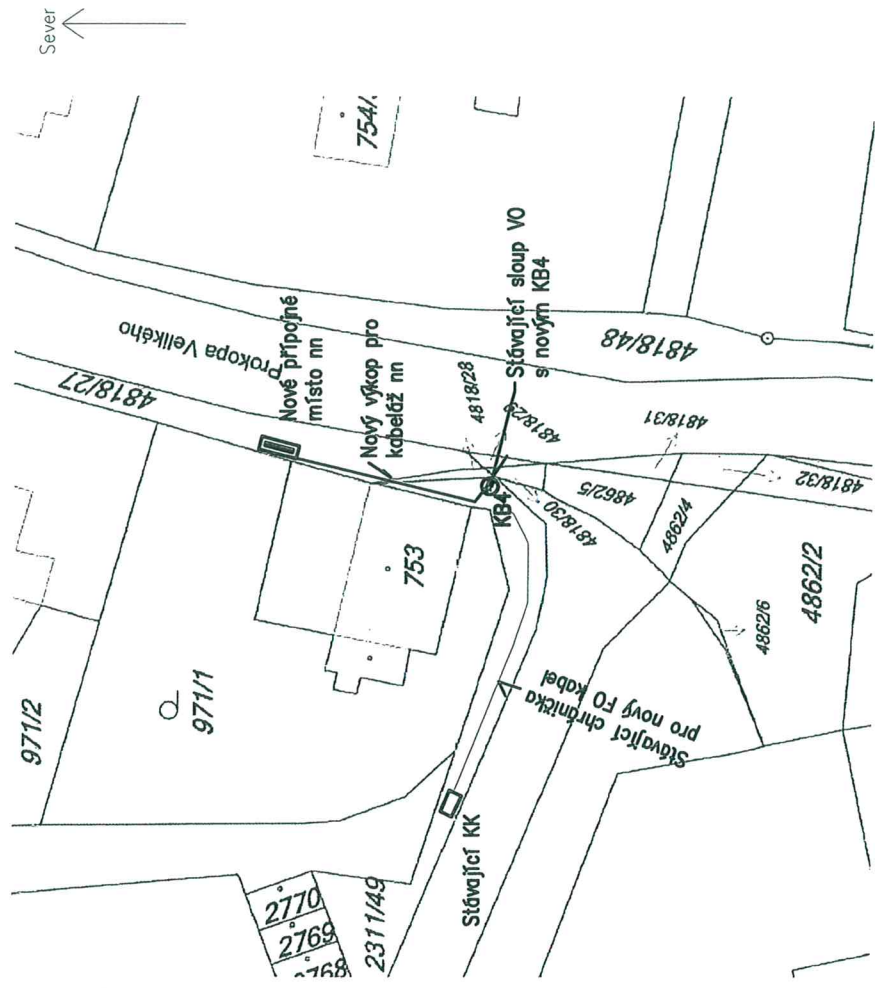 Sever
754/
Prokopa Velikého
4818/27
Nové přípojné
místo nn
Nový výkop pro
kabeláž nn
4818/28
4818/29
Stávající sloup VO
s novým KB4
4818/48
4818/31
4818/32
KB4
4818/30
4862/5
4862/4
4862/2
4862/6
753
971/2
971/1
Stávající chránička
pro nový FO kabel
Stávající KK
2311/49
2770
2769
2768